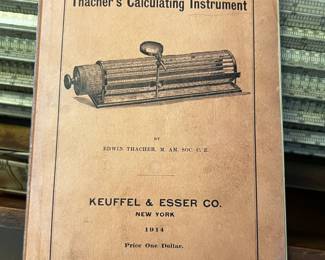 Thacher's Calculating Instrument
BY
EDWIN THACHER, M. AM. SOC. C. E.
KEUFFEL & ESSER CO.
NEW YORK
1914
Price One Dollar.